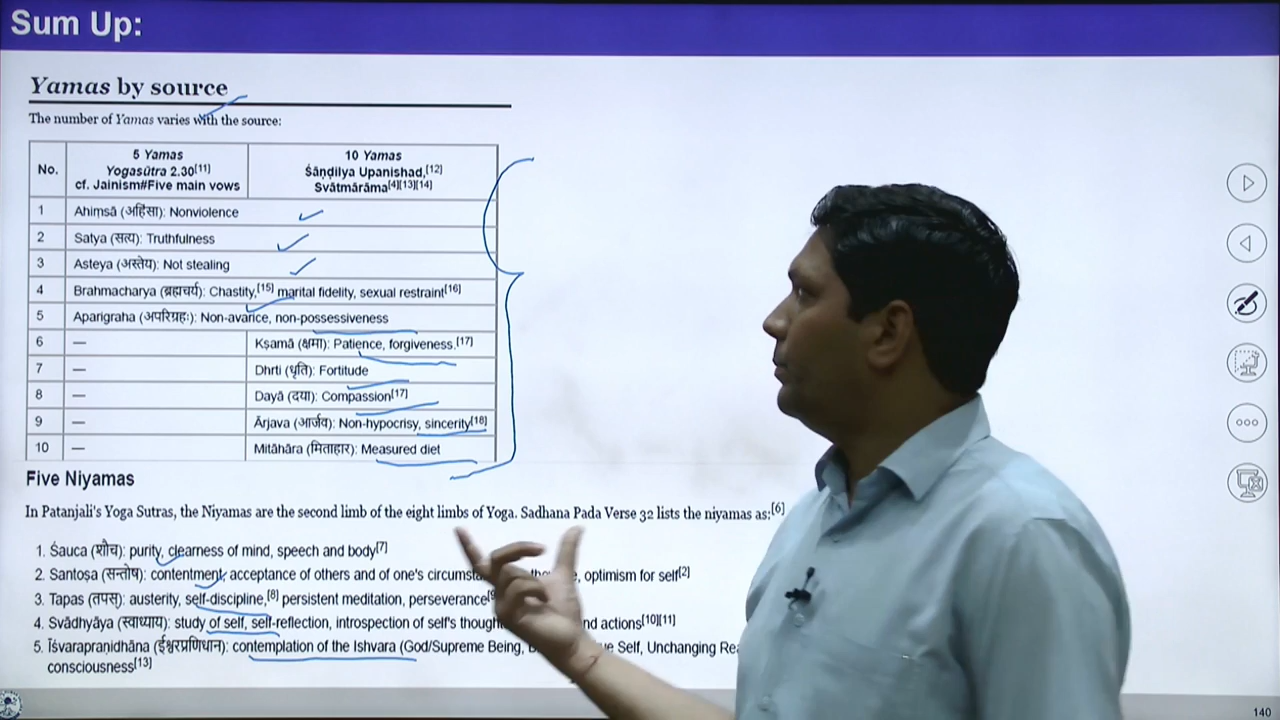 Sum Up:
Yamas by source
The number of Yamas varies with the source:
No.
5 Yamas
Yogasūtra 2.30[11]
cf. Jainism#Five main vows
10 Yamas
Śāṇḍilya Upanishad,[12]
Svātmārāma[4][13][14]
1 Ahiṃsā (अहिंसा): Nonviolence
2 Satya (सत्य): Truthfulness
3 Asteya (अस्तेय): Not stealing
4 Brahmacharya (ब्रह्मचर्य): Chastity,[15] marital fidelity, sexual restraint[16]
5 Aparigraha (अपरिग्रहः): Non-avarice, non-possessiveness
6 — Kṣamā (क्षमा): Patience, forgiveness.[17]
7 — Dhrti (धृति): Fortitude
8 — Dayā (दया): Compassion[17]
9 — Ārjava (आर्जव): Non-hypocrisy, sincerity[18]
10 — Mitāhāra (मिताहार): Measured diet
Five Niyamas
In Patanjali's Yoga Sutras, the Niyamas are the second limb of the eight limbs of Yoga. Sadhana Pada Verse 32 lists the niyamas as:[6]
1. Śauca (शौच): purity, clearness of mind, speech and body[7]
2. Santoṣa (सन्तोष): contentment, acceptance of others and of one's optimism for self[2]
3. Tapas (तपस्): austerity, self-discipline,[8] persistent meditation, perseverance
4. Svādhyāya (स्वाध्याय): study of self, self-reflection, introspection of self's actions[10][11]
5. Īśvarapraṇidhāna (ईश्वरप्रणिधान): contemplation of the Ishvara (God/Supreme Being, Self, Unchanging
consciousness[13]
140